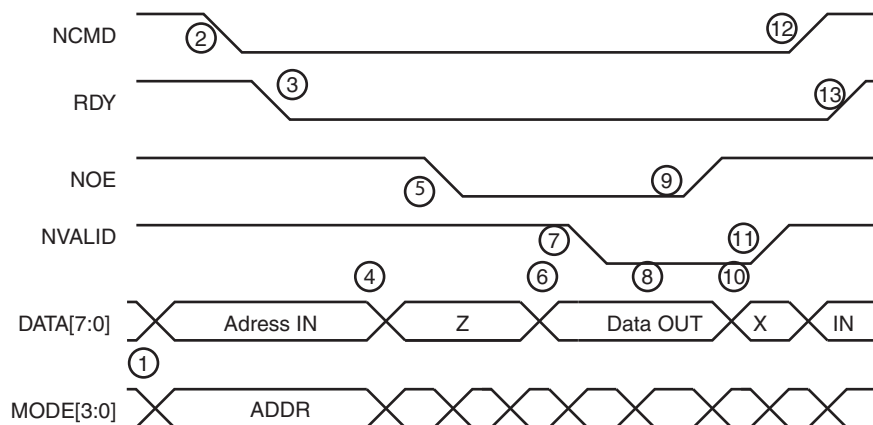 NCMD 2 12
RDY 3 13
NOE 5 9
NVALID 7 11
4 6 8 10
DATA[7:0] Adress IN Z Data OUT X IN
1
MODE[3:0] ADDR